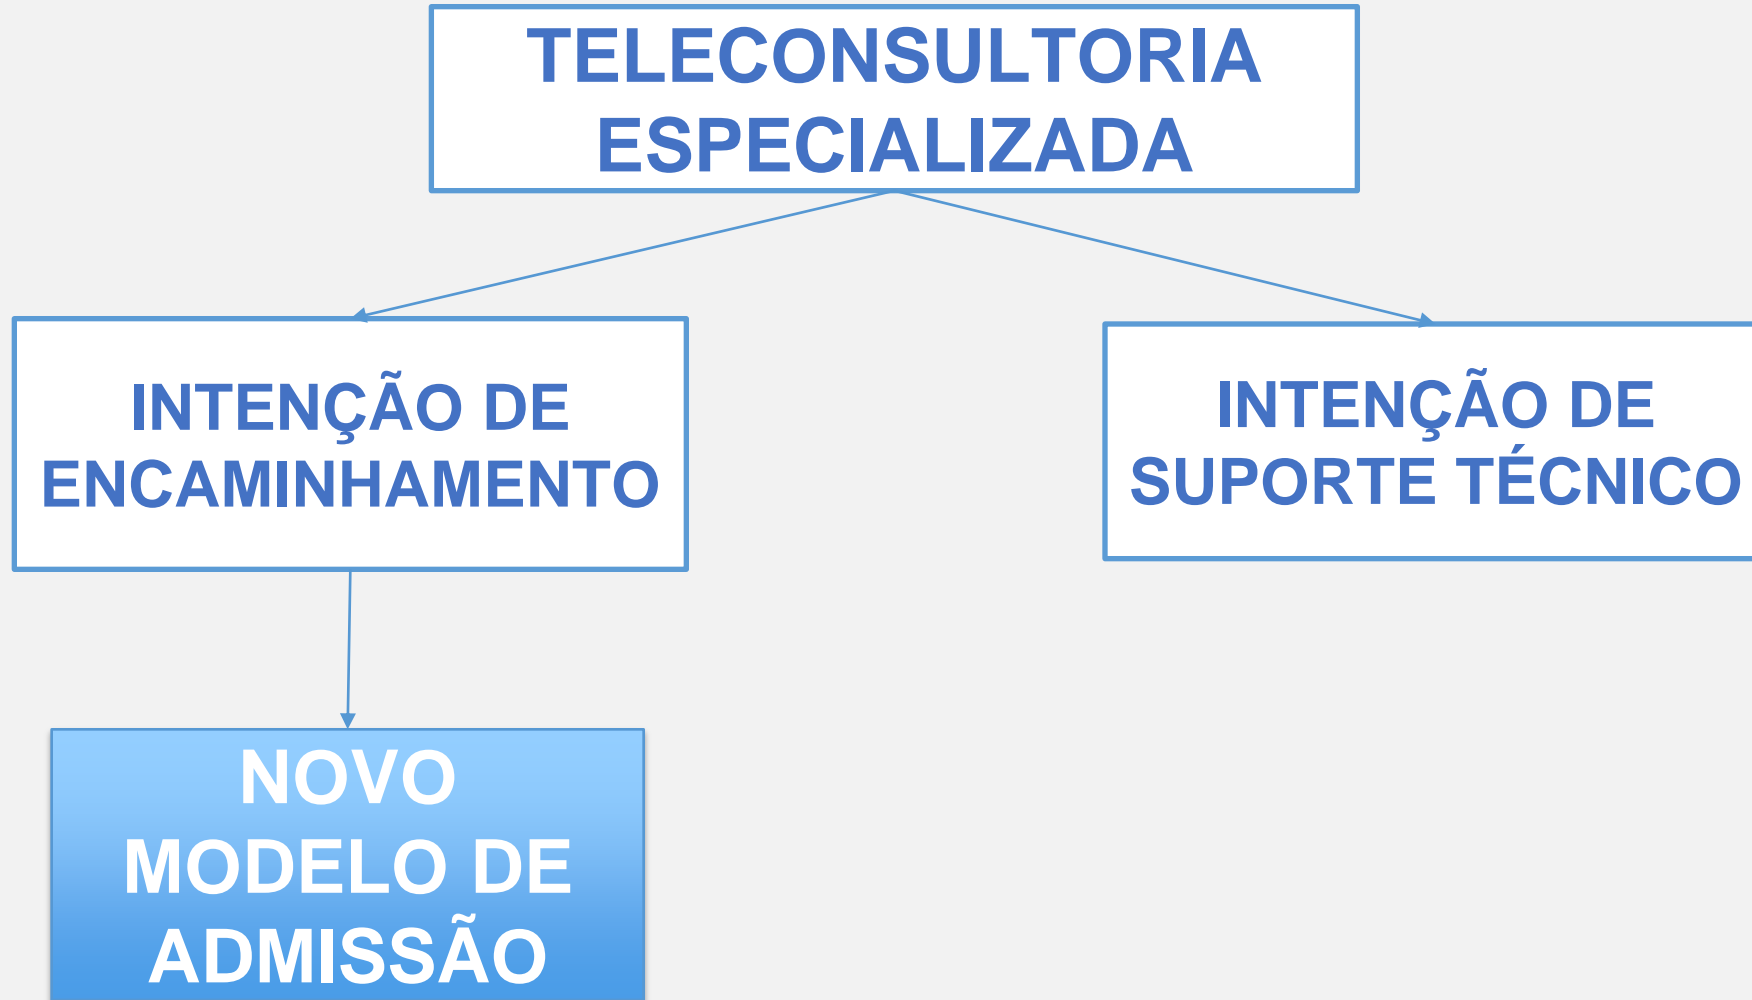 TELECONSULTORIA
ESPECIALIZADA
INTENÇÃO DE
ENCAMINHAMENTO
INTENÇÃO DE
SUPORTE TÉCNICO
NOVO
MODELO DE
ADMISSÃO